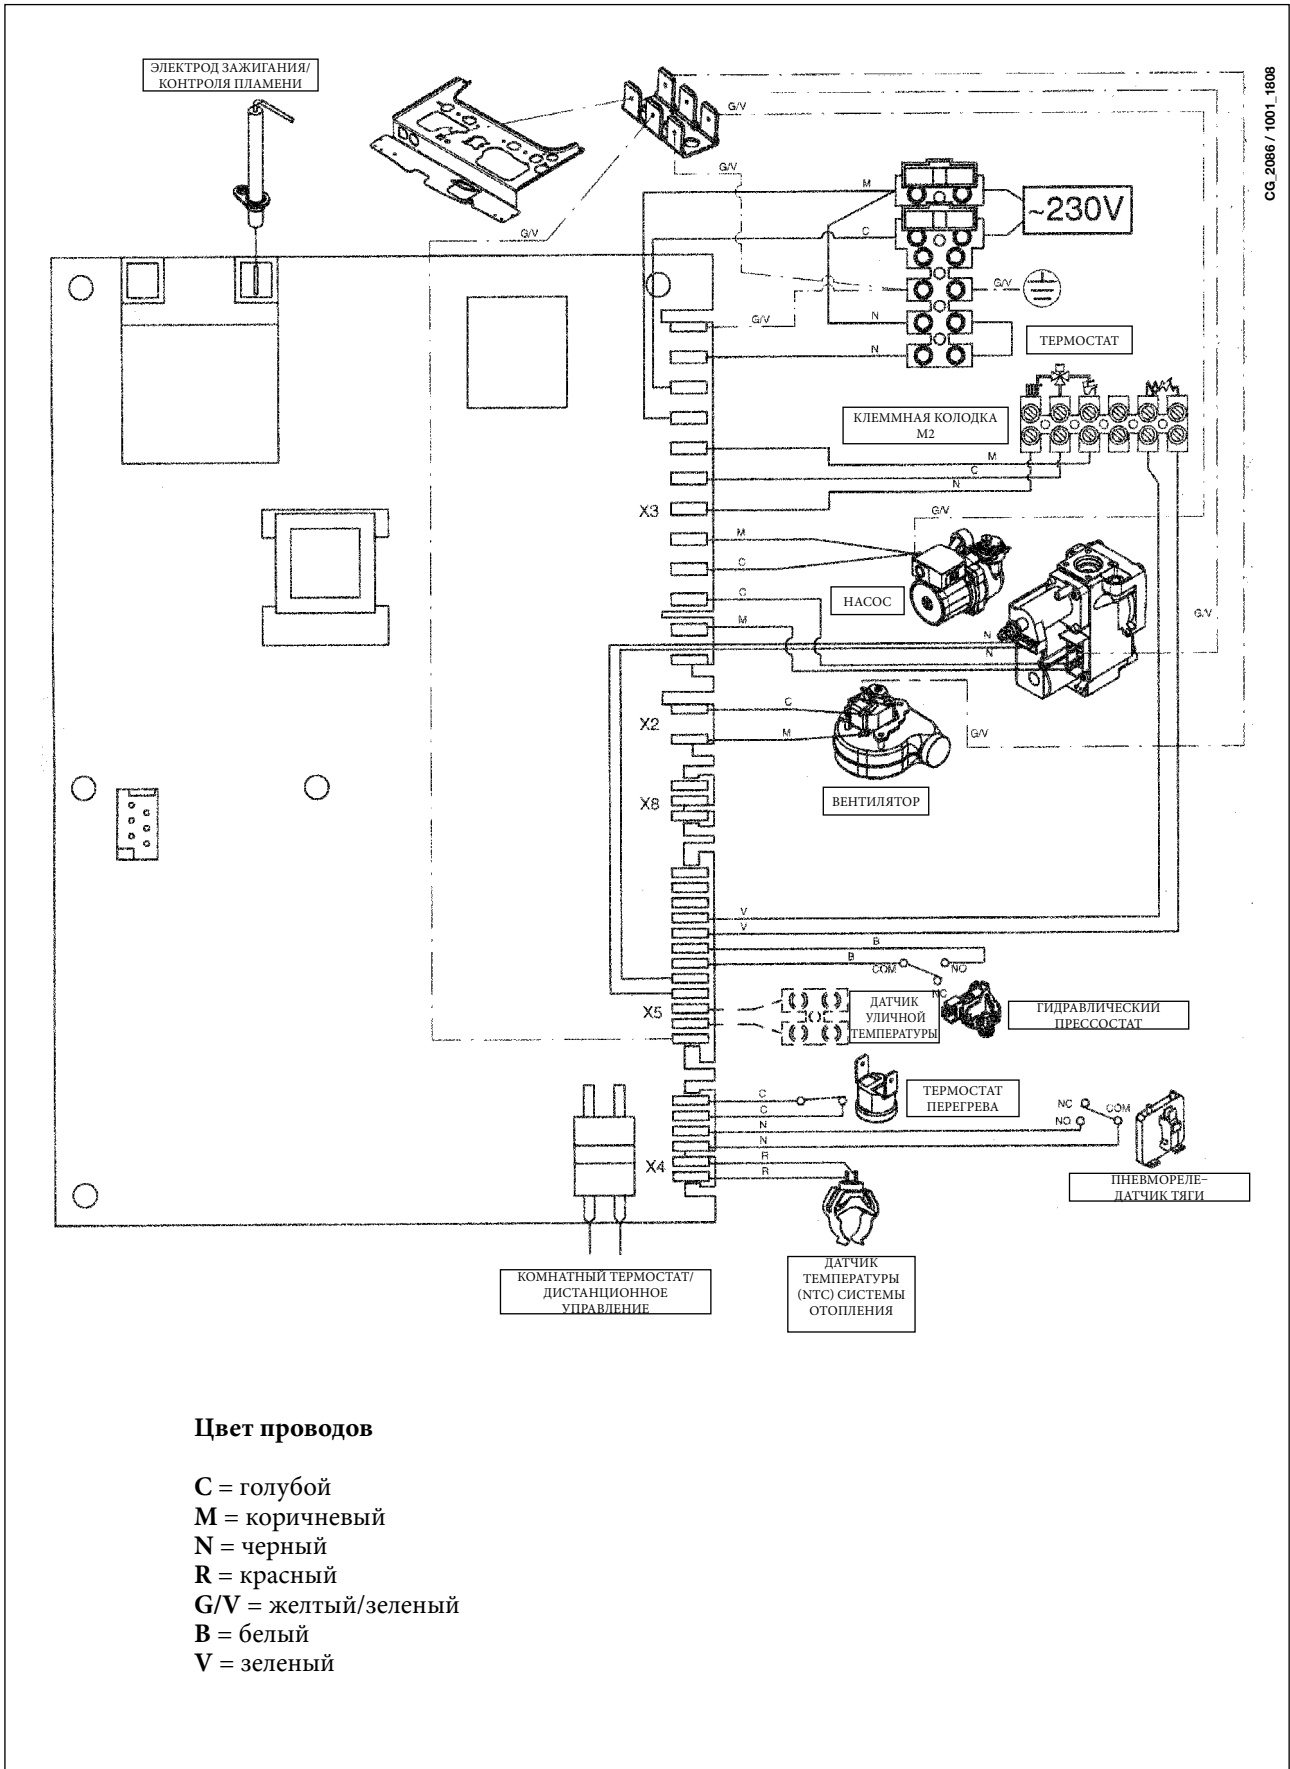 ЭЛЕКТРОД ЗАЖИГАНИЯ/
КОНТРОЛЯ ПЛАМЕНИ
CG_2086 / 1001_1808
G/V
G/V
G/V
M
~230V
C
G/V
G/V
N
N
ТЕРМОСТАТ
КЛЕММНАЯ КОЛОДКА
M2
M
C
N
X3
G/V
M
C
НАСОС
C
M
N
N
G/V
X2
C
M
G/V
ВЕНТИЛЯТОР
X8
V
V
B
B
COM
NO
NC
X5
ДАТЧИК
УЛИЧНОЙ
ТЕМПЕРАТУРЫ
ГИДРАВЛИЧЕСКИЙ
ПРЕССОСТАТ
C
C
N
N
R
R
X4
ТЕРМОСТАТ
ПЕРЕГРЕВА
NC
NO
COM
ПНЕВМОРЕЛЕ-
ДАТЧИК ТЯГИ
КОМНАТНЫЙ ТЕРМОСТАТ/
ДИСТАНЦИОННОЕ
УПРАВЛЕНИЕ
ДАТЧИК
ТЕМПЕРАТУРЫ
(NTC) СИСТЕМЫ
ОТОПЛЕНИЯ
Цвет проводов
C = голубой
M = коричневый
N = черный
R = красный
G/V = желтый/зеленый
B = белый
V = зеленый